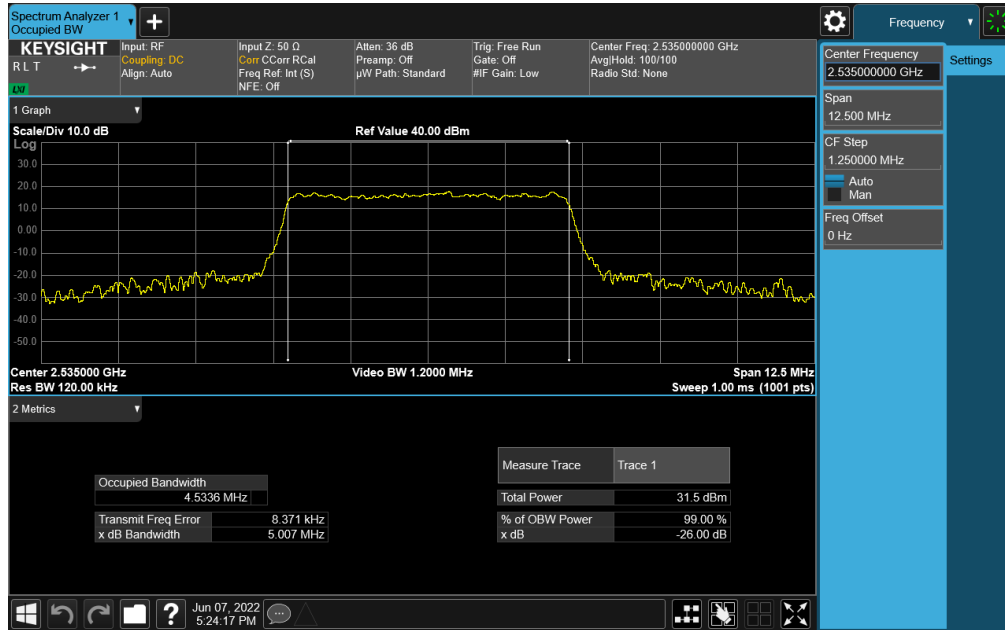 Spectrum Analyzer 1
Occupied BW
Frequency
KEYSIGHT
R L T
LXI
Input: RF
Coupling: DC
Align: Auto
Input Z: 50 Ω
Corr CCorr RCal
Freq Ref: Int (S)
NFE: Off
Atten: 36 dB
Preamp: Off
µW Path: Standard
Trig: Free Run
Gate: Off
#IF Gain: Low
Center Freq: 2.535000000 GHz
Avg|Hold: 100/100
Radio Std: None
Center Frequency
2.535000000 GHz
Settings
Span
12.500 MHz
CF Step
1.250000 MHz
Auto
Man
Freq Offset
0 Hz
1 Graph
Scale/Div 10.0 dB
Ref Value 40.00 dBm
Log
30.0
20.0
10.0
0.00
-10.0
-20.0
-30.0
-40.0
-50.0
Center 2.535000 GHz
Video BW 1.2000 MHz
Span 12.5 MHz
Res BW 120.00 kHz
Sweep 1.00 ms (1001 pts)
2 Metrics
Measure Trace
Trace 1
Occupied Bandwidth
4.5336 MHz
Total Power
31.5 dBm
Transmit Freq Error
8.371 kHz
% of OBW Power
99.00 %
x dB Bandwidth
5.007 MHz
x dB
-26.00 dB
?
Jun 07, 2022
5:24:17 PM